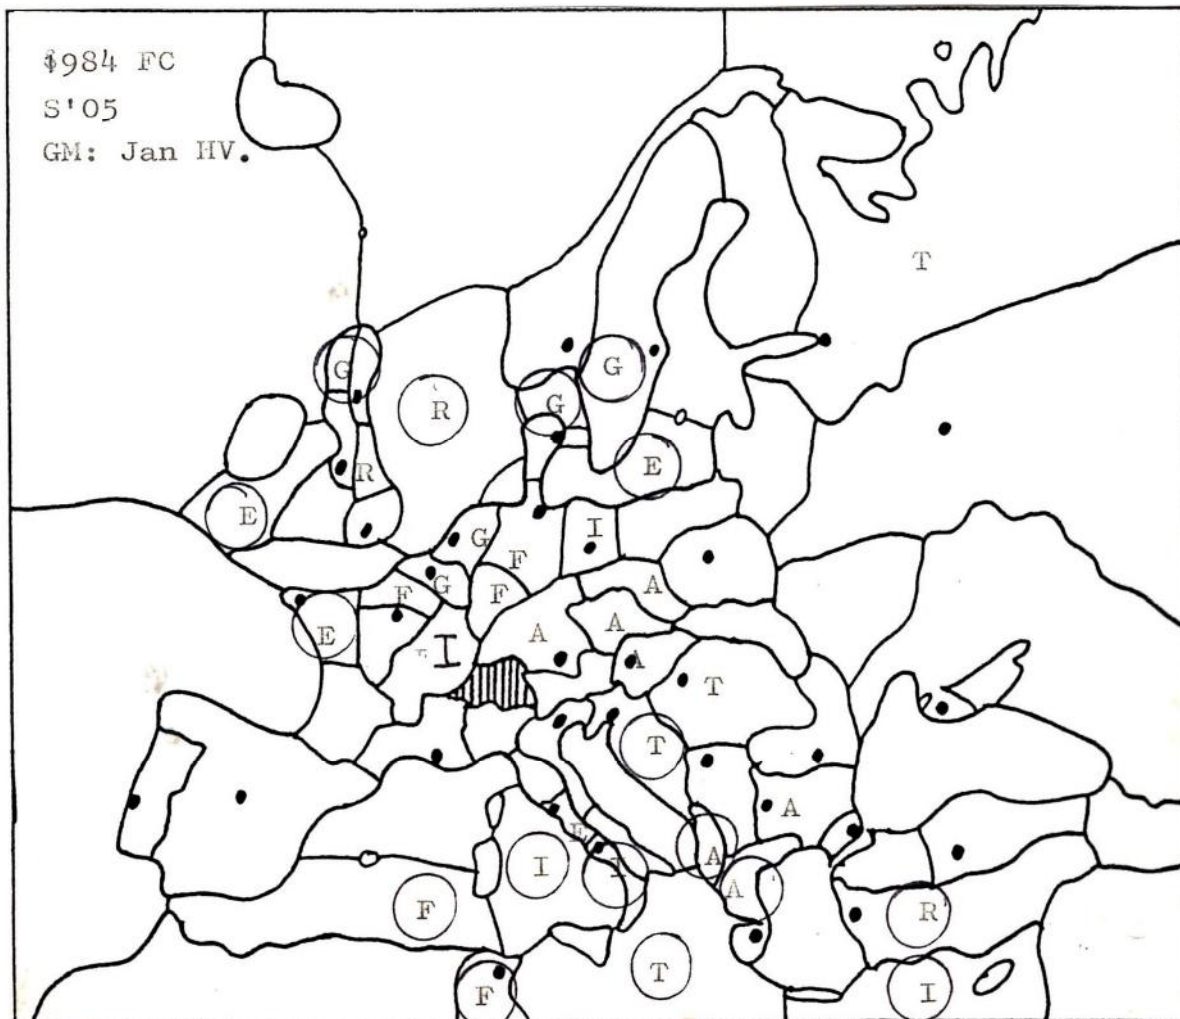 $984 FC
S'05
GM: Jan HV.
T
G G
R G
R E
E
I
G F
F G F A
E A A
I A
T
T
A
E A
I I A
F R
T
F I